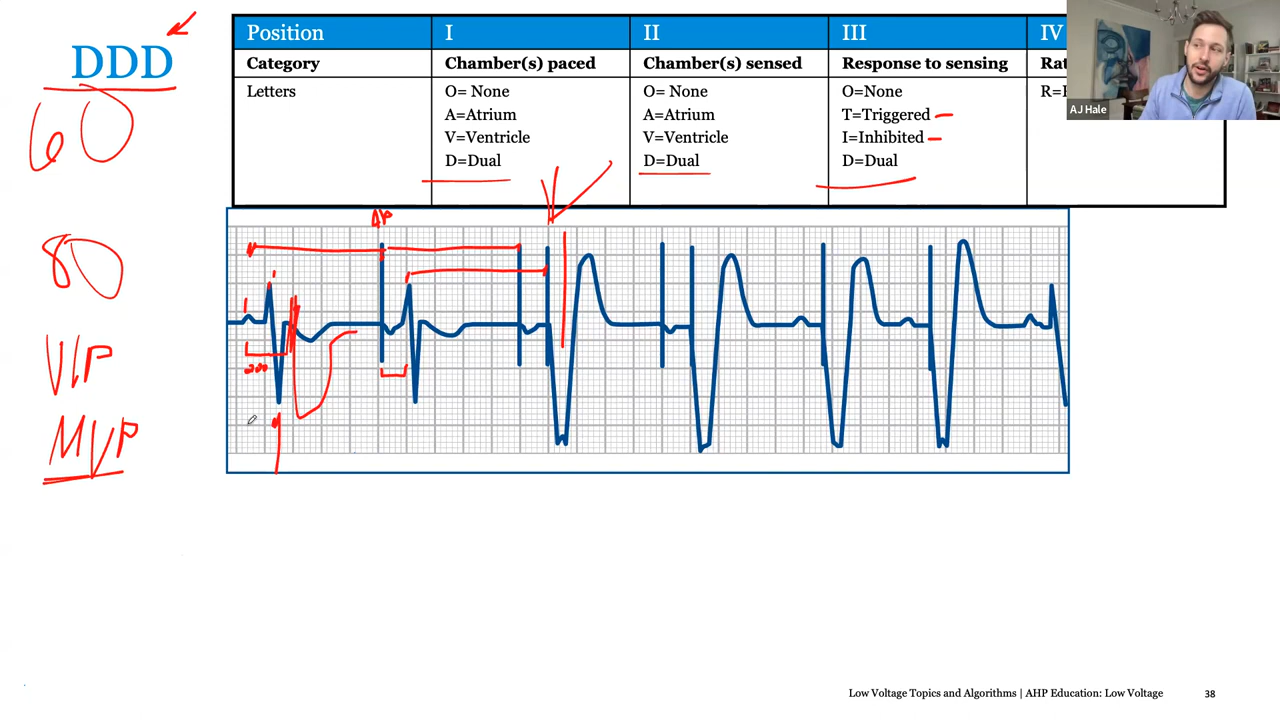 DDD
60
80
VIP
MVP
Position I II III IV
Category Chamber(s) paced Chamber(s) sensed Response to sensing
Letters O= None O= None O=None
A=Atrium A=Atrium T=Triggered
V=Ventricle V=Ventricle I=Inhibited
D=Dual D=Dual D=Dual
A J Hale
AP
200
Low Voltage Topics and Algorithms | AHP Education: Low Voltage 38